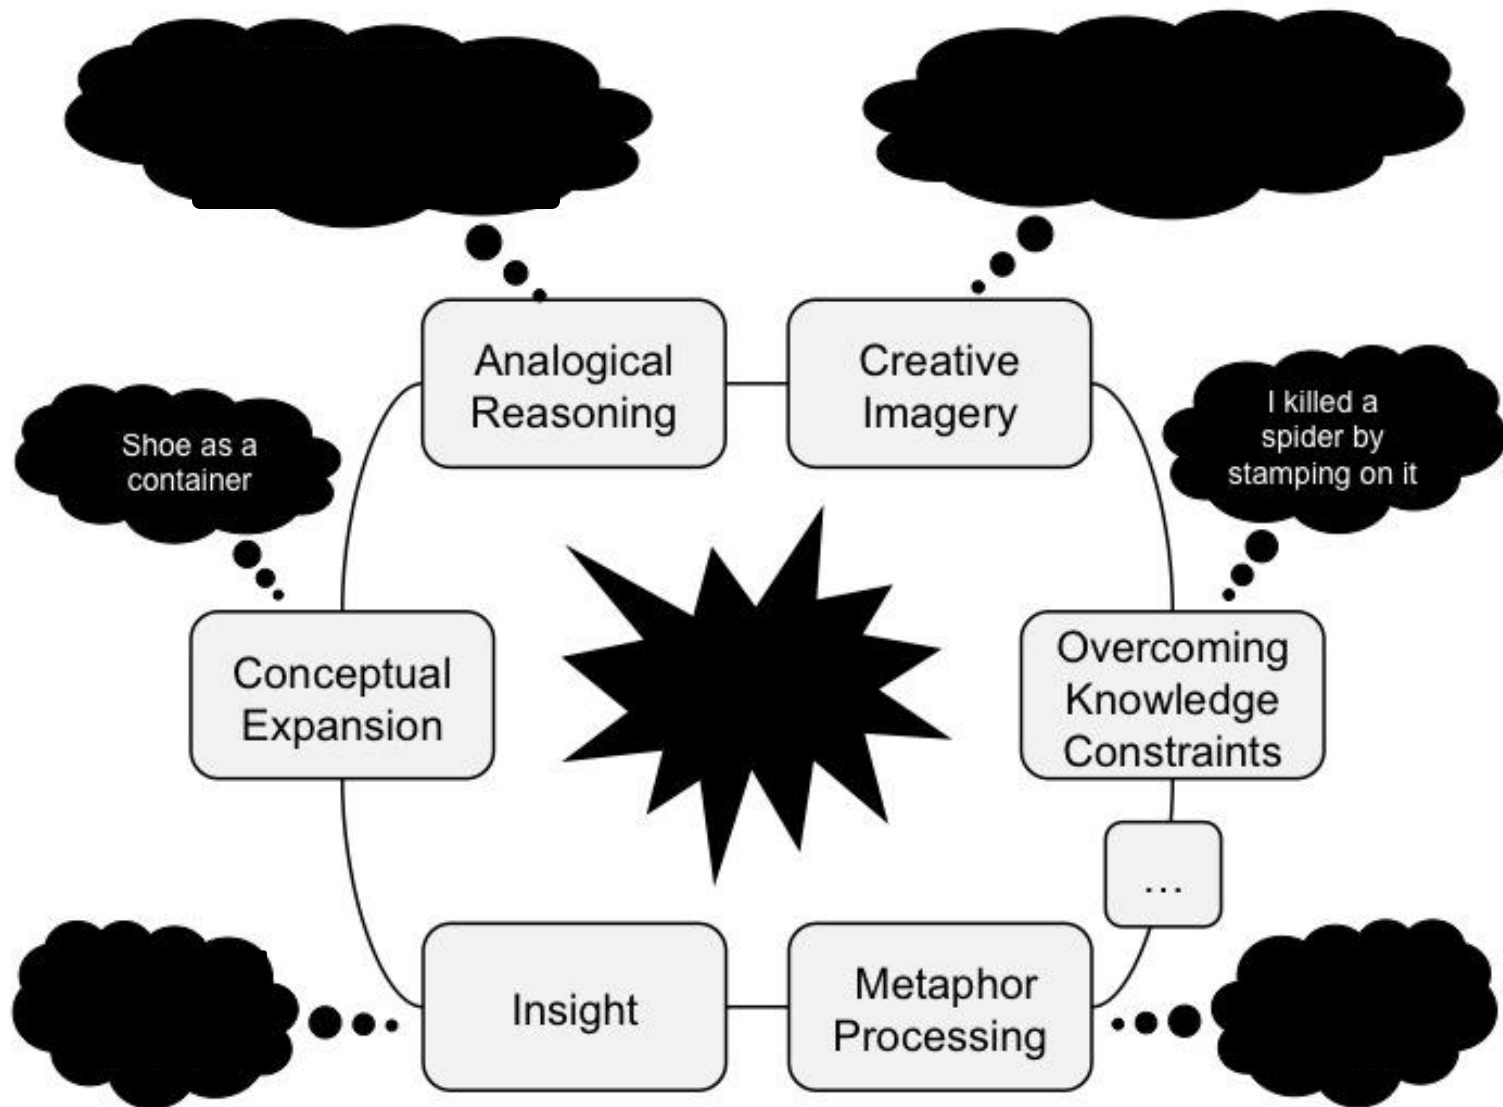 Analogical
Reasoning
Creative
Imagery
Shoe as a
container
I killed a
spider by
stamping on it
Conceptual
Expansion
Overcoming
Knowledge
Constraints
...
Insight
Metaphor
Processing